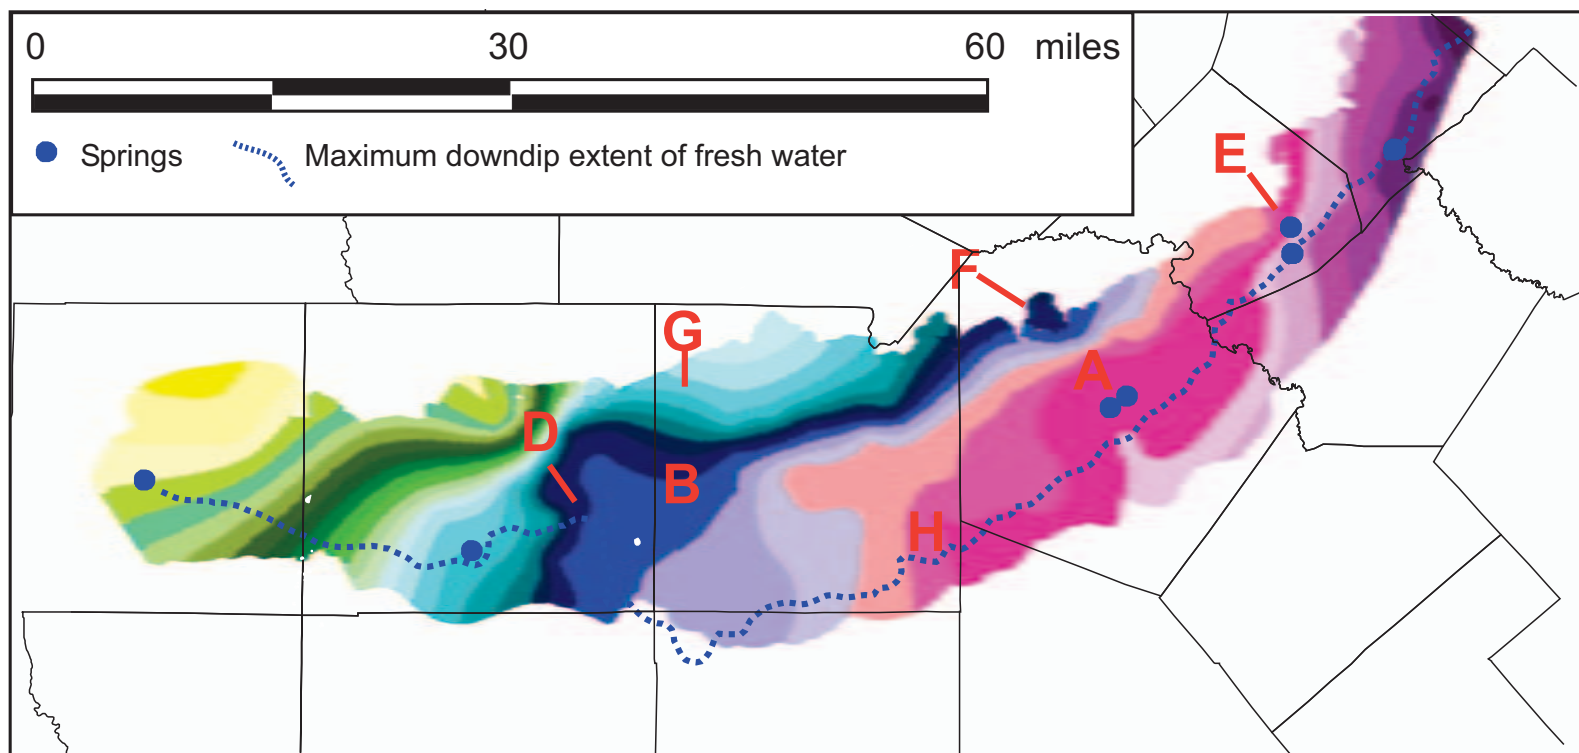 0 30 60 miles
Springs Maximum downdip extent of fresh water
E
F
G
A
D
B
H